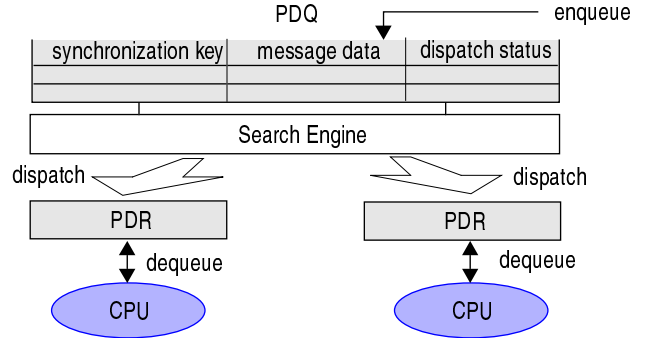 PDQ
enqueue
synchronization key message data dispatch status
Search Engine
dispatch dispatch
PDR PDR
dequeue dequeue
CPU CPU